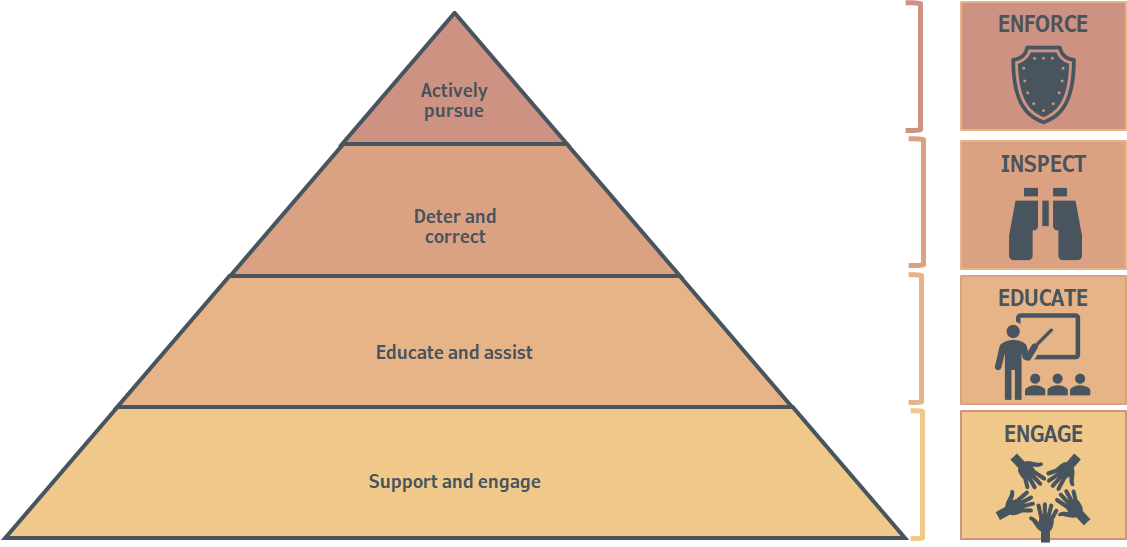 Actively
pursue
ENFORCE
Deter and
correct
INSPECT
Educate and assist
EDUCATE
Support and engage
ENGAGE